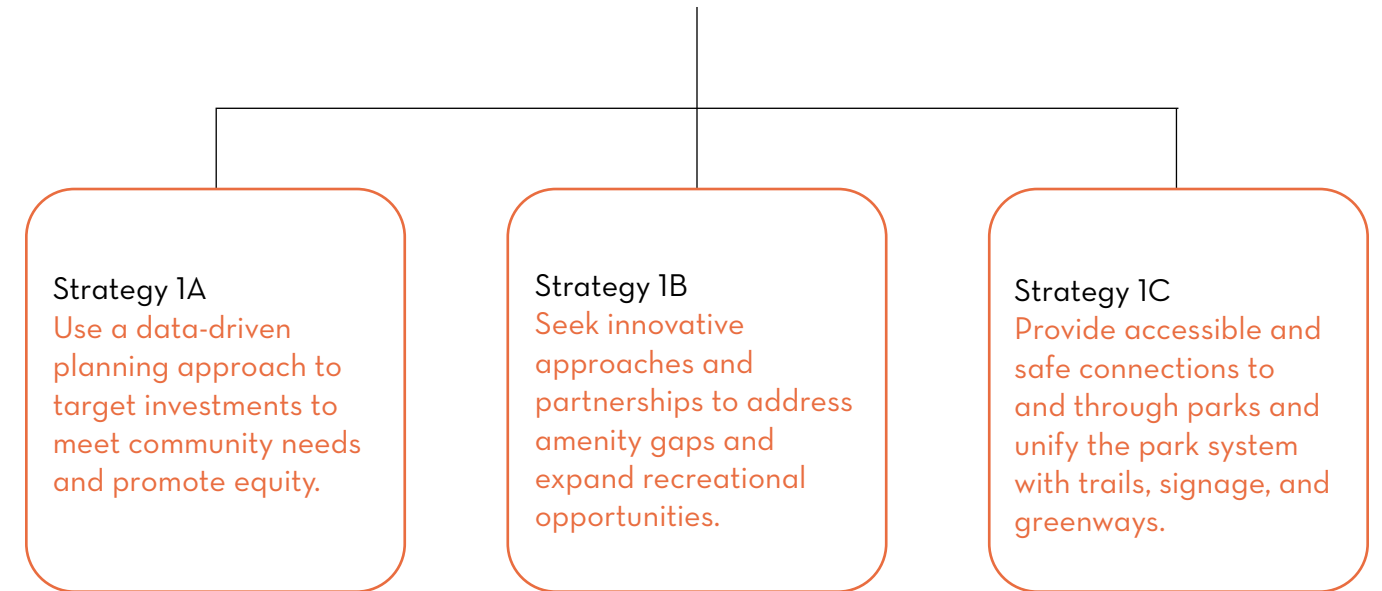 Strategy 1A
Use a data-driven
planning approach to
target investments to
meet community needs
and promote equity.
Strategy 1B
Seek innovative
approaches and
partnerships to address
amenity gaps and
expand recreational
opportunities.
Strategy 1C
Provide accessible and
safe connections to
and through parks and
unify the park system
with trails, signage, and
greenways.